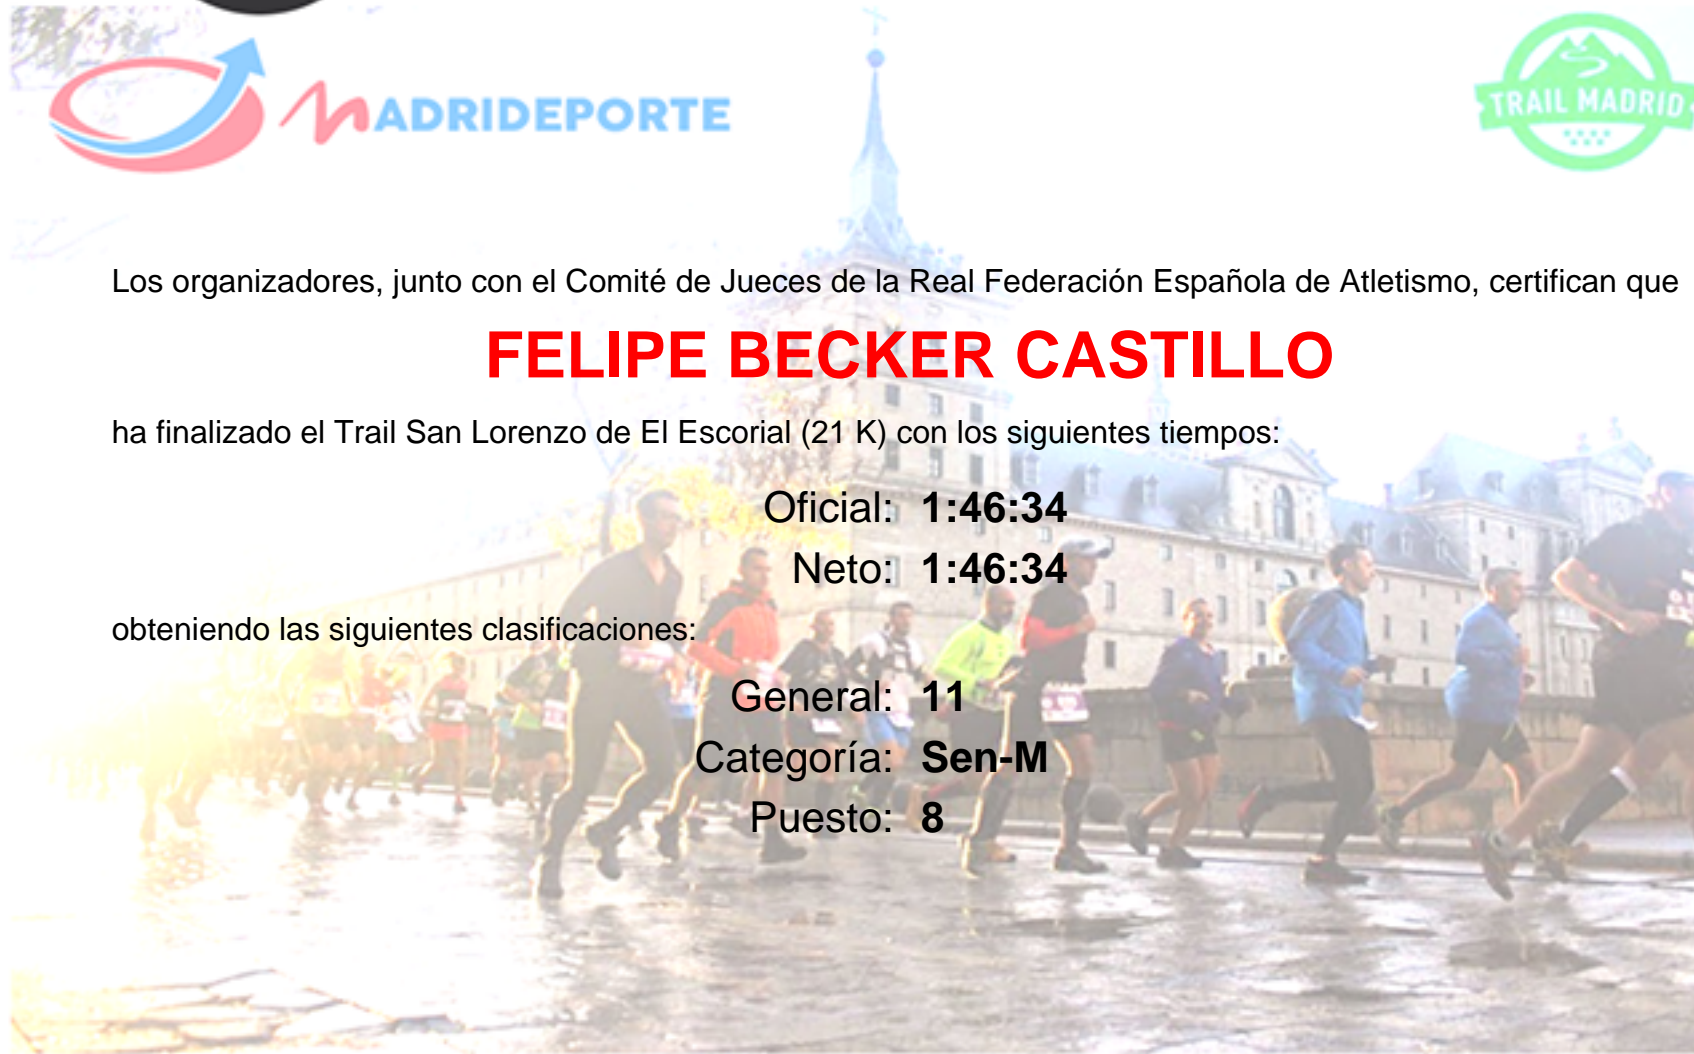 MADRIDEPORTE
TRAIL MADRID
Los organizadores, junto con el Comité de Jueces de la Real Federación Española de Atletismo, certifican que
FELIPE BECKER CASTILLO
ha finalizado el Trail San Lorenzo de El Escorial (21 K) con los siguientes tiempos:
Oficial: 1:46:34
Neto: 1:46:34
obteniendo las siguientes clasificaciones:
General: 11
Categoría: Sen-M
Puesto: 8